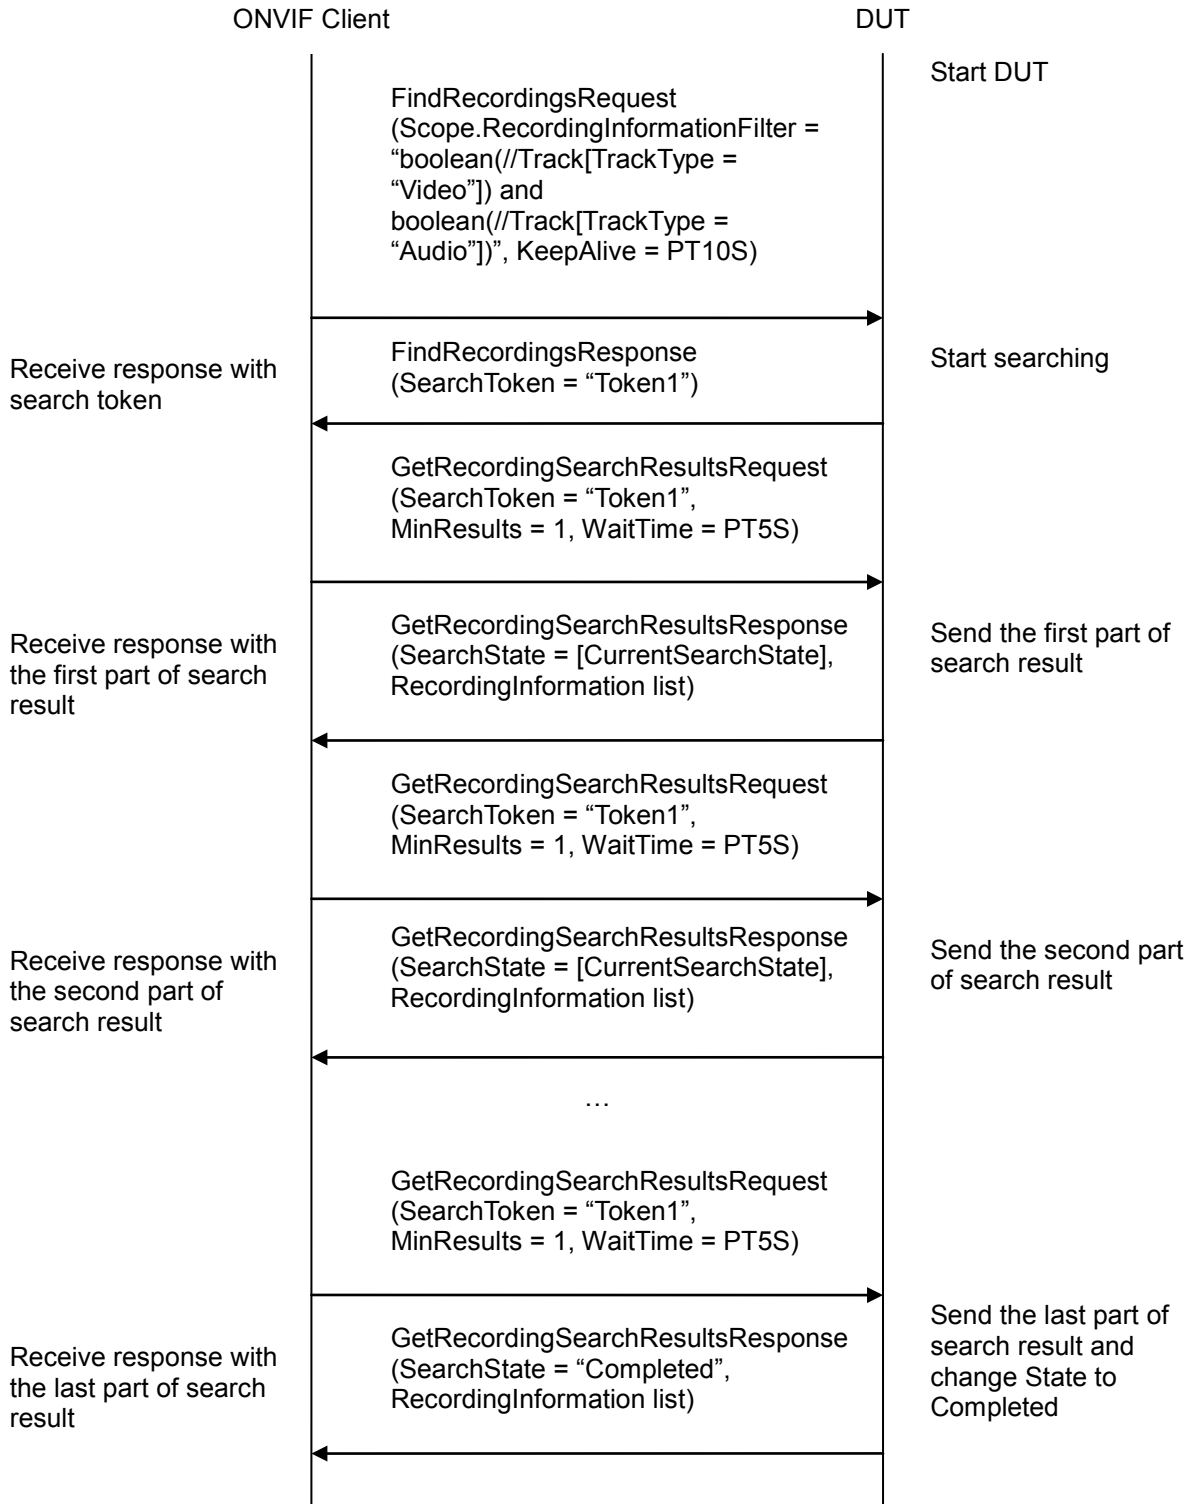 ONVIF Client
DUT
Start DUT
FindRecordingsRequest
(Scope.RecordingInformationFilter =
“boolean(//Track[TrackType =
“Video”]) and
boolean(//Track[TrackType =
“Audio”])”, KeepAlive = PT10S)
Receive response with
search token
FindRecordingsResponse
(SearchToken = “Token1”)
Start searching
GetRecordingSearchResultsRequest
(SearchToken = “Token1”,
MinResults = 1, WaitTime = PT5S)
Receive response with
the first part of search
result
GetRecordingSearchResultsResponse
(SearchState = [CurrentSearchState],
RecordingInformation list)
Send the first part of
search result
GetRecordingSearchResultsRequest
(SearchToken = “Token1”,
MinResults = 1, WaitTime = PT5S)
Receive response with
the second part of
search result
GetRecordingSearchResultsResponse
(SearchState = [CurrentSearchState],
RecordingInformation list)
Send the second part
of search result
…
GetRecordingSearchResultsRequest
(SearchToken = “Token1”,
MinResults = 1, WaitTime = PT5S)
Receive response with
the last part of search
result
GetRecordingSearchResultsResponse
(SearchState = “Completed”,
RecordingInformation list)
Send the last part of
search result and
change State to
Completed